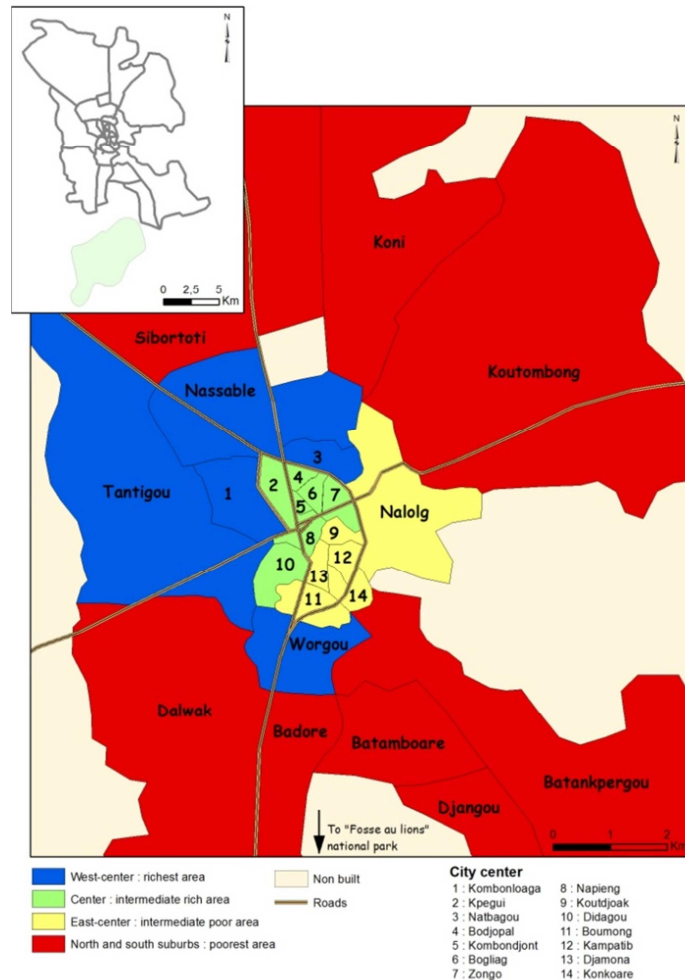 N
0 2,5 5
Km
N
Koni
Sibortoti
Koutombong
Nassable
3
Tantigou
1
2
4
6
7
5
Nalolg
8
9
10
12
13
14
11
Worgou
Dalwak
Badore
Batamboare
Batankpergou
Djangou
To "Fosse au lions"
national park
0 1 2
Km
West-center : richest area
Center : intermediate rich area
East-center : intermediate poor area
North and south suburbs : poorest area
Non built
Roads
City center
1 : Kombonloaga
2 : Kpegui
3 : Natbagou
4 : Bodjopal
5 : Kombondjont
6 : Bogliag
7 : Zongo
8 : Napieng
9 : Koutdjoak
10 : Didagou
11 : Boumong
12 : Kampatib
13 : Djamona
14 : Konkoare